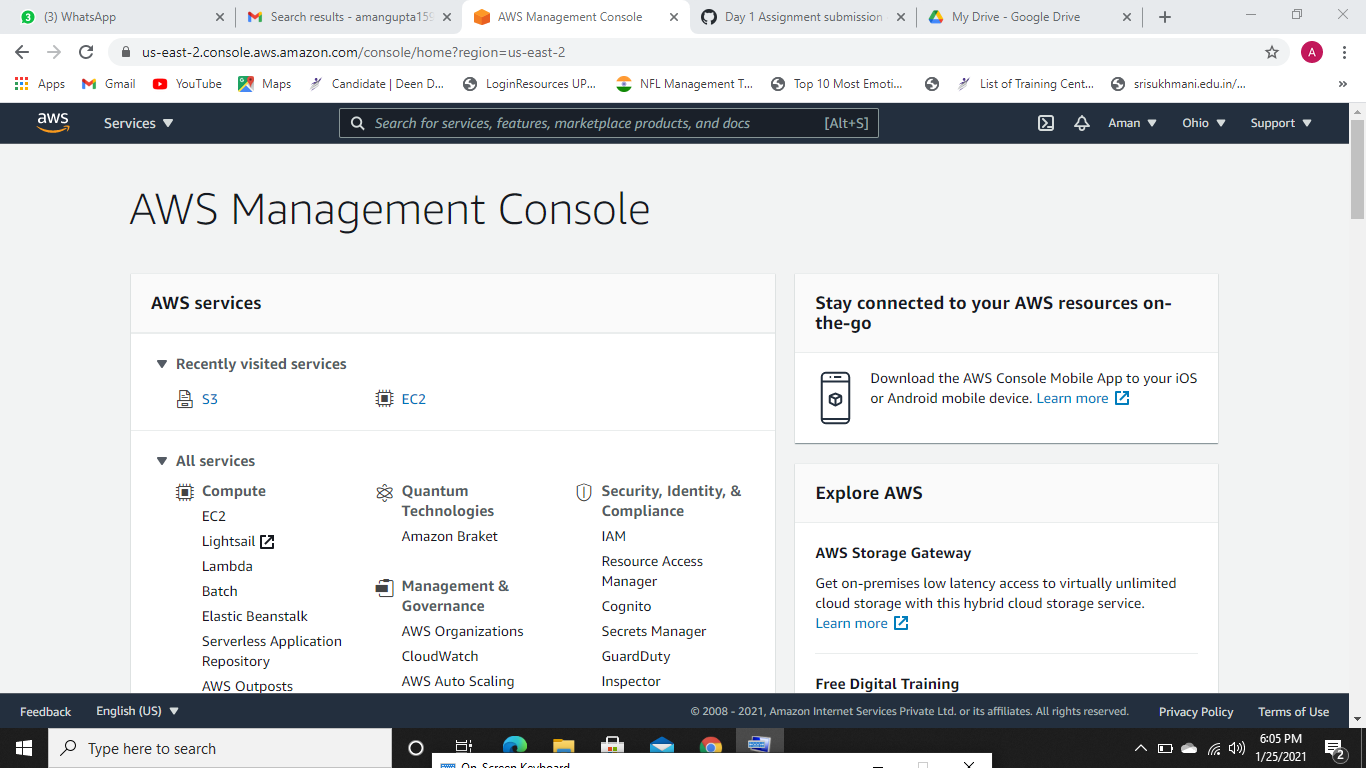 (3) WhatsApp
Search results - amangupta159
AWS Management Console
Day 1 Assignment submission
My Drive - Google Drive
us-east-2.console.aws.amazon.com/console/home?region=us-east-2
A
Apps
Gmail
YouTube
Maps
Candidate | Deen D...
LoginResources UP...
NFL Management T...
Top 10 Most Emoti...
List of Training Cent...
srisukhmani.edu.in/...
aws
Services
Search for services, features, marketplace products, and docs
[Alt+S]
Aman
Ohio
Support
AWS Management Console
AWS services
Recently visited services
S3
EC2
All services
Compute
EC2
Lightsail
Lambda
Batch
Elastic Beanstalk
Serverless Application
Repository
AWS Outposts
Quantum
Technologies
Amazon Braket
Management &
Governance
AWS Organizations
CloudWatch
AWS Auto Scaling
Security, Identity, &
Compliance
IAM
Resource Access
Manager
Cognito
Secrets Manager
GuardDuty
Inspector
Stay connected to your AWS resources on-
the-go
Download the AWS Console Mobile App to your iOS
or Android mobile device. Learn more
Explore AWS
AWS Storage Gateway
Get on-premises low latency access to virtually unlimited
cloud storage with this hybrid cloud storage service.
Learn more
Free Digital Training
Feedback
English (US)
© 2008 - 2021, Amazon Internet Services Private Ltd. or its affiliates. All rights reserved.
Privacy Policy
Terms of Use
Type here to search
On-Screen Keyboard
6:05 PM
1/25/2021
2